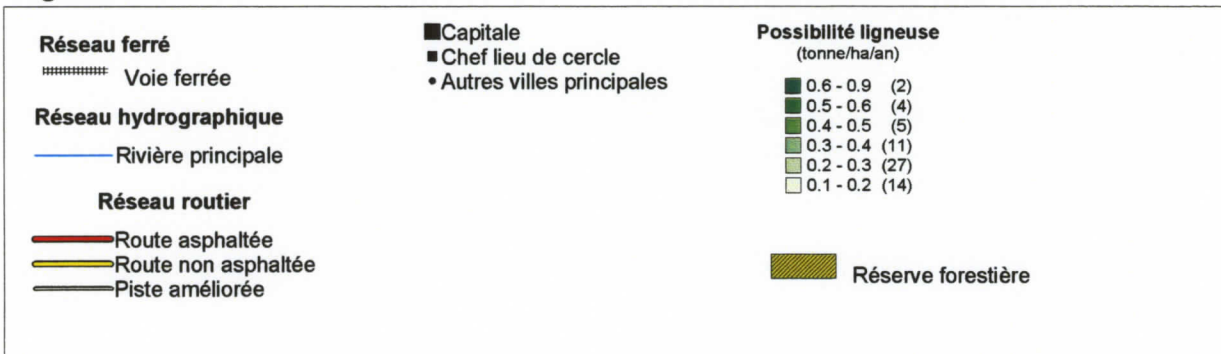 Réseau ferré
Voie ferrée
Réseau hydrographique
Rivière principale
Réseau routier
Route asphaltée
Route non asphaltée
Piste améliorée
Capitale
Chef lieu de cercle
Autres villes principales
Possibilité ligneuse
(tonne/ha/an)
0.6 - 0.9 (2)
0.5 - 0.6 (4)
0.4 - 0.5 (5)
0.3 - 0.4 (11)
0.2 - 0.3 (27)
0.1 - 0.2 (14)
Réserve forestière